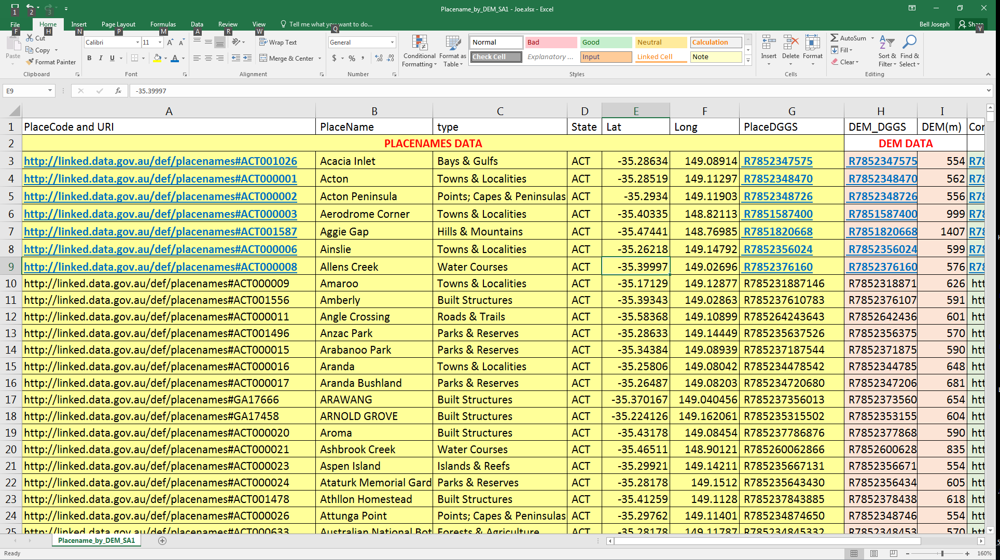 1 2 3
Placename_by_DEM_SA1 - Joe.xlsx - Excel
File Home Insert Page Layout Formulas Data Review View Tell me what you want to do... Bell Joseph Share
F H N P M A R W Q Y
Paste Cut Copy Format Painter Clipboard
Calibri 11 B I U A Font
Wrap Text Merge & Center Alignment
General $ % , Number
Conditional Formatting Format as Table
Normal Bad Good Neutral Calculation
Check Cell Explanatory ... Input Linked Cell Note
Styles
Insert Delete Format Cells
AutoSum Fill Clear Sort & Filter Find & Select Editing
E9 fx -35.39997
A B C D E F G H I
1 PlaceCode and URI PlaceName type State Lat Long PlaceDGGS DEM_DGGS DEM(m) Cor
2 PLACENAMES DATA DEM DATA
3 http://linked.data.gov.au/def/placenames#ACT001026 Acacia Inlet Bays & Gulfs ACT -35.28634 149.08914 R7852347575 R7852347575 554 R78
4 http://linked.data.gov.au/def/placenames#ACT000001 Acton Towns & Localities ACT -35.28519 149.11297 R7852348470 R7852348470 562 R78
5 http://linked.data.gov.au/def/placenames#ACT000002 Acton Peninsula Points; Capes & Peninsulas ACT -35.2934 149.11903 R7852348726 R7852348726 556 R78
6 http://linked.data.gov.au/def/placenames#ACT000003 Aerodrome Corner Towns & Localities ACT -35.40335 148.82113 R7851587400 R7851587400 999 R78
7 http://linked.data.gov.au/def/placenames#ACT001587 Aggie Gap Hills & Mountains ACT -35.47441 148.76985 R7851820668 R7851820668 1407 R78
8 http://linked.data.gov.au/def/placenames#ACT000006 Ainslie Towns & Localities ACT -35.26218 149.14792 R7852356024 R7852356024 599 R78
9 http://linked.data.gov.au/def/placenames#ACT000008 Allens Creek Water Courses ACT -35.39997 149.02696 R7852376160 R7852376160 576 R78
10 http://linked.data.gov.au/def/placenames#ACT000009 Amaroo Towns & Localities ACT -35.17129 149.12877 R785231887146 R7852318871 626 htt
11 http://linked.data.gov.au/def/placenames#ACT001556 Amberly Built Structures ACT -35.39343 149.02863 R785237610783 R7852376107 591 htt
12 http://linked.data.gov.au/def/placenames#ACT000011 Angle Crossing Roads & Trails ACT -35.58368 149.10899 R785264243643 R7852642436 601 htt
13 http://linked.data.gov.au/def/placenames#ACT001496 Anzac Park Parks & Reserves ACT -35.28633 149.14449 R785235637526 R7852356375 570 htt
14 http://linked.data.gov.au/def/placenames#ACT000015 Arabanoo Park Parks & Reserves ACT -35.34384 149.08939 R785237187544 R7852371875 590 htt
15 http://linked.data.gov.au/def/placenames#ACT000016 Aranda Towns & Localities ACT -35.25806 149.08042 R785234478542 R7852344785 648 htt
16 http://linked.data.gov.au/def/placenames#ACT000017 Aranda Bushland Parks & Reserves ACT -35.26487 149.08203 R785234720680 R7852347206 681 htt
17 http://linked.data.gov.au/def/placenames#GA17666 ARAWANG Built Structures ACT -35.370167 149.040456 R785237356013 R7852373560 654 htt
18 http://linked.data.gov.au/def/placenames#GA17458 ARNOLD GROVE Built Structures ACT -35.224126 149.162061 R785235315502 R7852353155 604 htt
19 http://linked.data.gov.au/def/placenames#ACT000020 Aroma Built Structures ACT -35.43178 149.08454 R785237786876 R7852377868 590 htt
20 http://linked.data.gov.au/def/placenames#ACT000021 Ashbrook Creek Water Courses ACT -35.46511 148.90121 R785260062866 R7852600628 835 htt
21 http://linked.data.gov.au/def/placenames#ACT000023 Aspen Island Islands & Reefs ACT -35.29921 149.14211 R785235667131 R7852356671 554 htt
22 http://linked.data.gov.au/def/placenames#ACT000024 Ataturk Memorial Gard Parks & Reserves ACT -35.28178 149.1512 R785235643430 R7852356434 605 htt
23 http://linked.data.gov.au/def/placenames#ACT001478 Athllon Homestead Built Structures ACT -35.41259 149.1128 R785237843885 R7852378438 618 htt
24 http://linked.data.gov.au/def/placenames#ACT000026 Attunga Point Points; Capes & Peninsulas ACT -35.29762 149.11401 R785234874650 R7852348746 554 htt
25 http://linked.data.gov.au/def/placenames#ACT000633 Australian National Bot Forests & Agriculture ACT -35.28178 149.11787 R785234845332 R7852348453 570 htt
Placename_by_DEM_SA1
Ready 160%